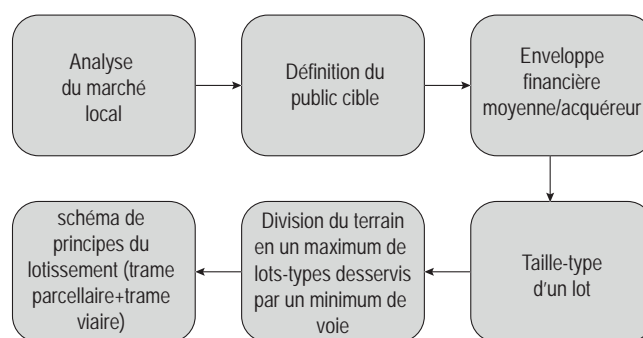 Analyse
du marché
local
Définition du
public cible
Enveloppe
financière
moyenne/acquéreur
Taille-type
d'un lot
Division du terrain
en un maximum de
lots-types desservis
par un minimum de
voie
schéma de
principes du
lotissement (trame
parcellaire+trame
viaire)